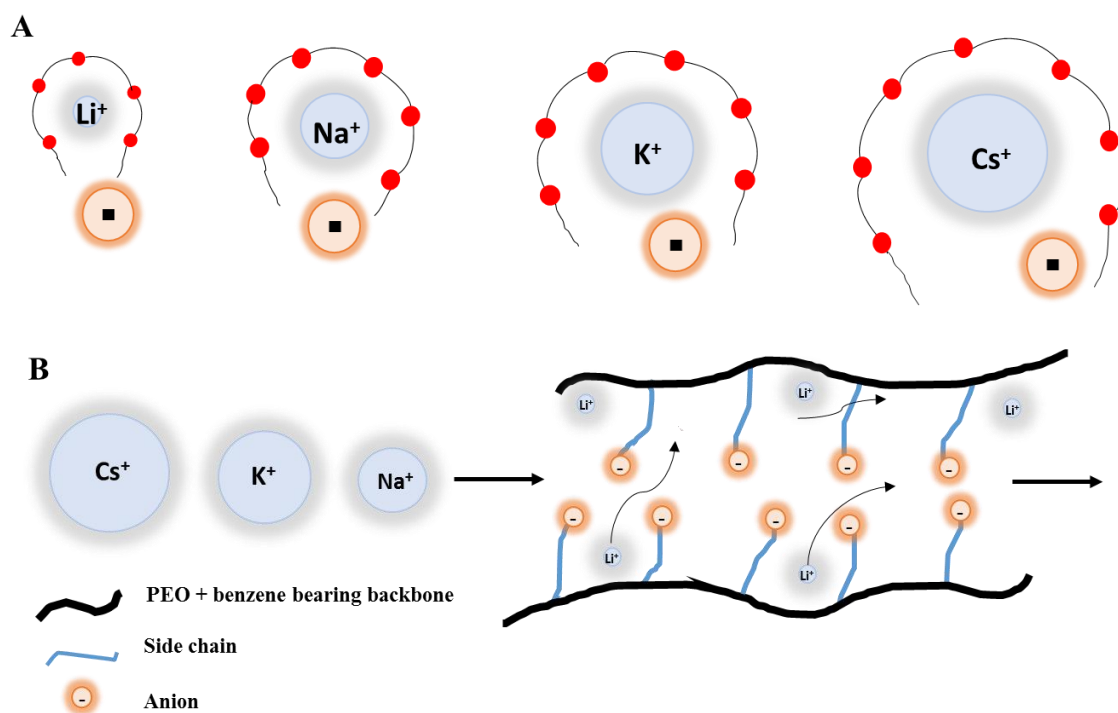 A
Li⁺
Na⁺
K⁺
Cs⁺
B
Cs⁺
K⁺
Na⁺
Li⁺
Li⁺
Li⁺
-
-
-
-
-
-
-
-
-
Li⁺
Li⁺
PEO + benzene bearing backbone
Side chain
-
Anion